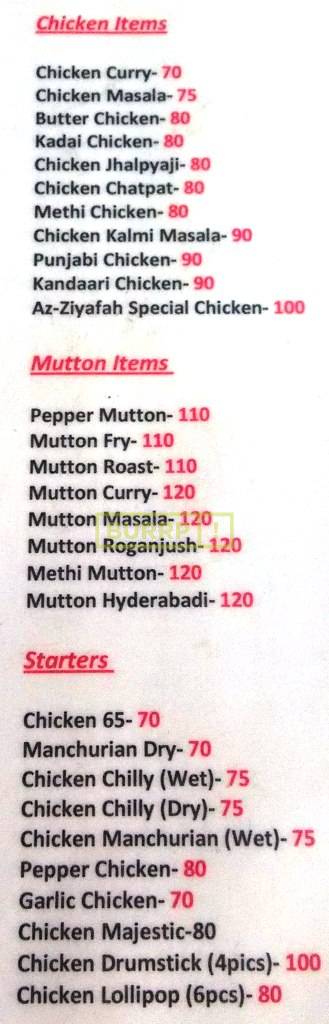 Chicken Items
Chicken Curry- 70
Chicken Masala- 75
Butter Chicken- 80
Kadai Chicken- 80
Chicken Jhalpyaji- 80
Chicken Chatpat- 80
Methi Chicken- 80
Chicken Kalmi Masala- 90
Punjabi Chicken- 90
Kandaari Chicken- 90
Az-Ziyafah Special Chicken- 100
Mutton Items
Pepper Mutton- 110
Mutton Fry- 110
Mutton Roast- 110
Mutton Curry- 120
Mutton Masala- 120
BURRP!
Mutton Roganjush- 120
Methi Mutton- 120
Mutton Hyderabadi- 120
Starters
Chicken 65- 70
Manchurian Dry- 70
Chicken Chilly (Wet)- 75
Chicken Chilly (Dry)- 75
Chicken Manchurian (Wet)- 75
Pepper Chicken- 80
Garlic Chicken- 70
Chicken Majestic-80
Chicken Drumstick (4pics)- 100
Chicken Lollipop (6pcs)- 80